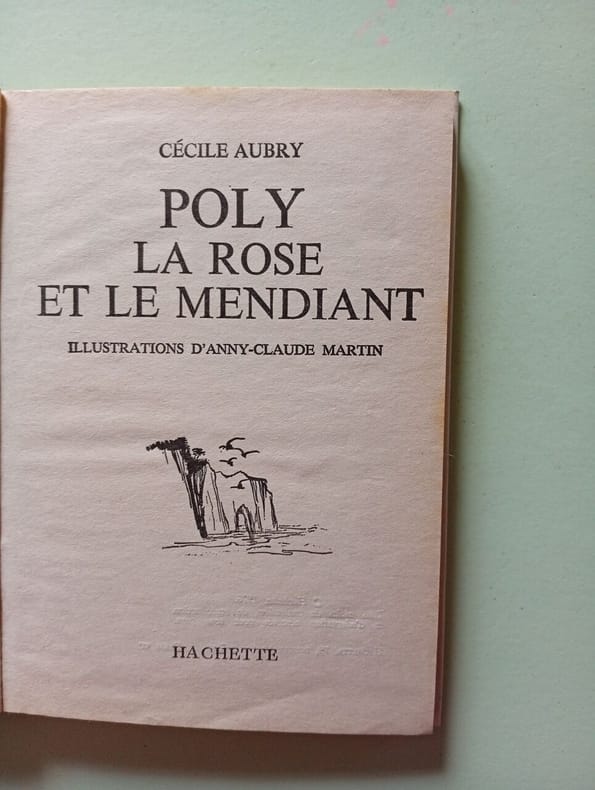 CÉCILE AUBRY
POLY
LA ROSE
ET LE MENDIANT
ILLUSTRATIONS D'ANNY-CLAUDE MARTIN
HACHETTE